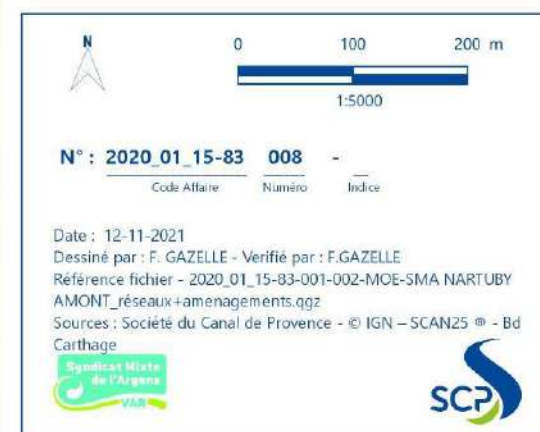 N
0 100 200 m
1:5000
N° : 2020_01_15-83 008 - _
Code Affaire Numéro Indice
Date : 12-11-2021
Dessiné par : F. GAZELLE - Verifié par : F.GAZELLE
Référence fichier - 2020_01_15-83-001-002-MOE-SMA NARTUBY
AMONT_réseaux+amenagements.qgz
Sources : Société du Canal de Provence - © IGN – SCAN25 ® - Bd
Carthage
Syndicat Mixte
de l'Argens
VAR
SCP